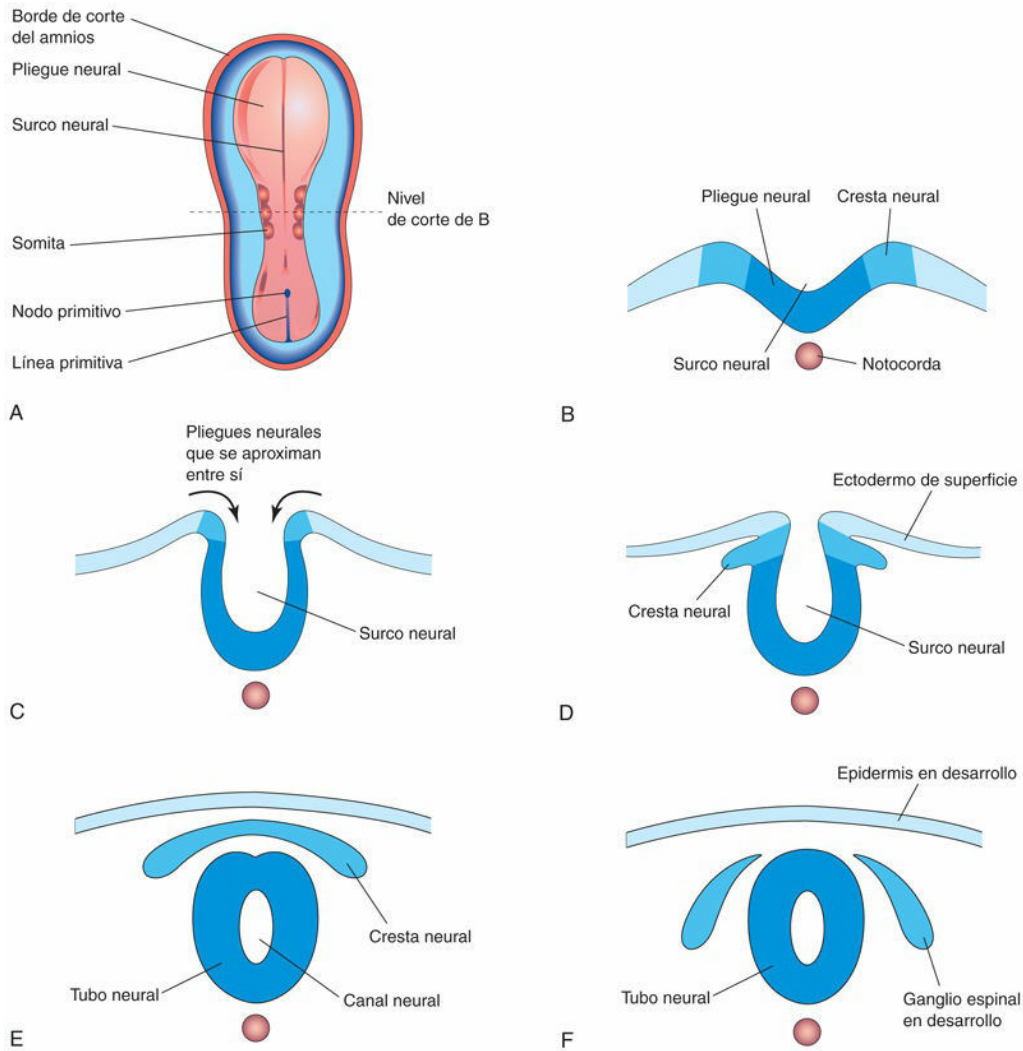 Borde de corte
del amnios
Pliegue neural
Surco neural
Somita
Nodo primitivo
Línea primitiva
Nivel
de corte de B
A
Pliegue neural
Cresta neural
Surco neural
Notocorda
B
Pliegues neurales
que se aproximan
entre sí
Surco neural
C
Ectodermo de superficie
Cresta neural
Surco neural
D
Cresta neural
Tubo neural
Canal neural
E
Epidermis en desarrollo
Tubo neural
Ganglio espinal
en desarrollo
F